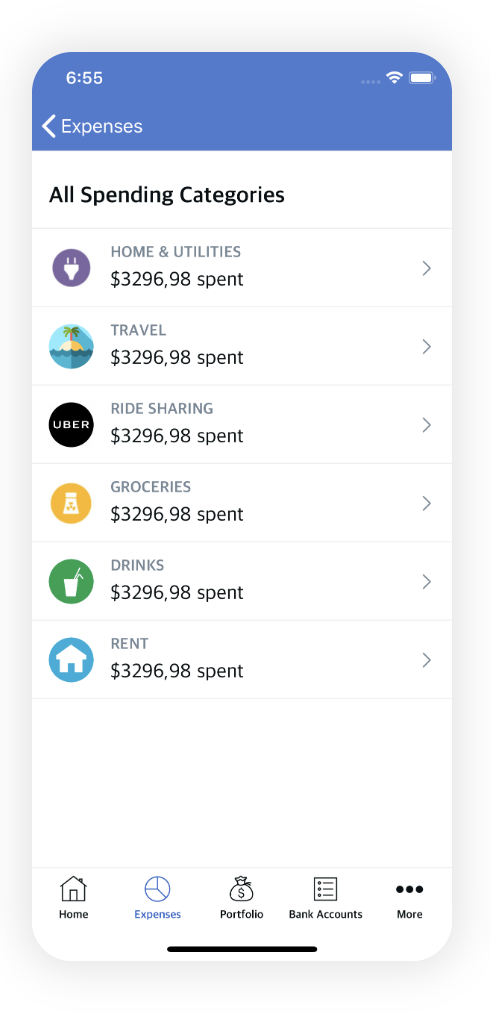 6:55
Expenses
All Spending Categories
HOME & UTILITIES
$3296,98 spent
TRAVEL
$3296,98 spent
UBER
RIDE SHARING
$3296,98 spent
GROCERIES
$3296,98 spent
DRINKS
$3296,98 spent
RENT
$3296,98 spent
$
Home Expenses Portfolio Bank Accounts More